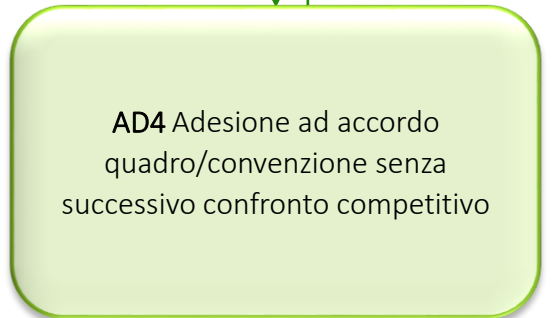 AD4 Adesione ad accordo
quadro/convenzione senza
successivo confronto competitivo